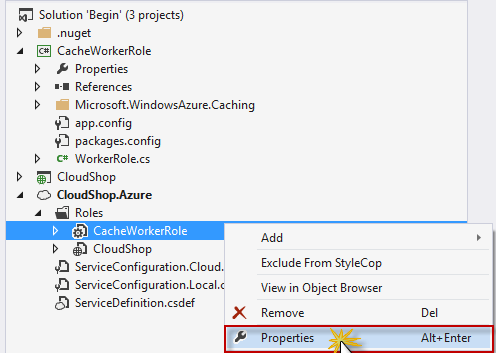 Solution 'Begin' (3 projects)
.nuget
CacheWorkerRole
Properties
References
Microsoft.WindowsAzure.Caching
app.config
packages.config
WorkerRole.cs
CloudShop
CloudShop.Azure
Roles
CacheWorkerRole
CloudShop
ServiceConfiguration.Cloud.
ServiceConfiguration.Local.c
ServiceDefinition.csdef
Add
Exclude From StyleCop
View in Object Browser
Remove Del
Properties Alt+Enter